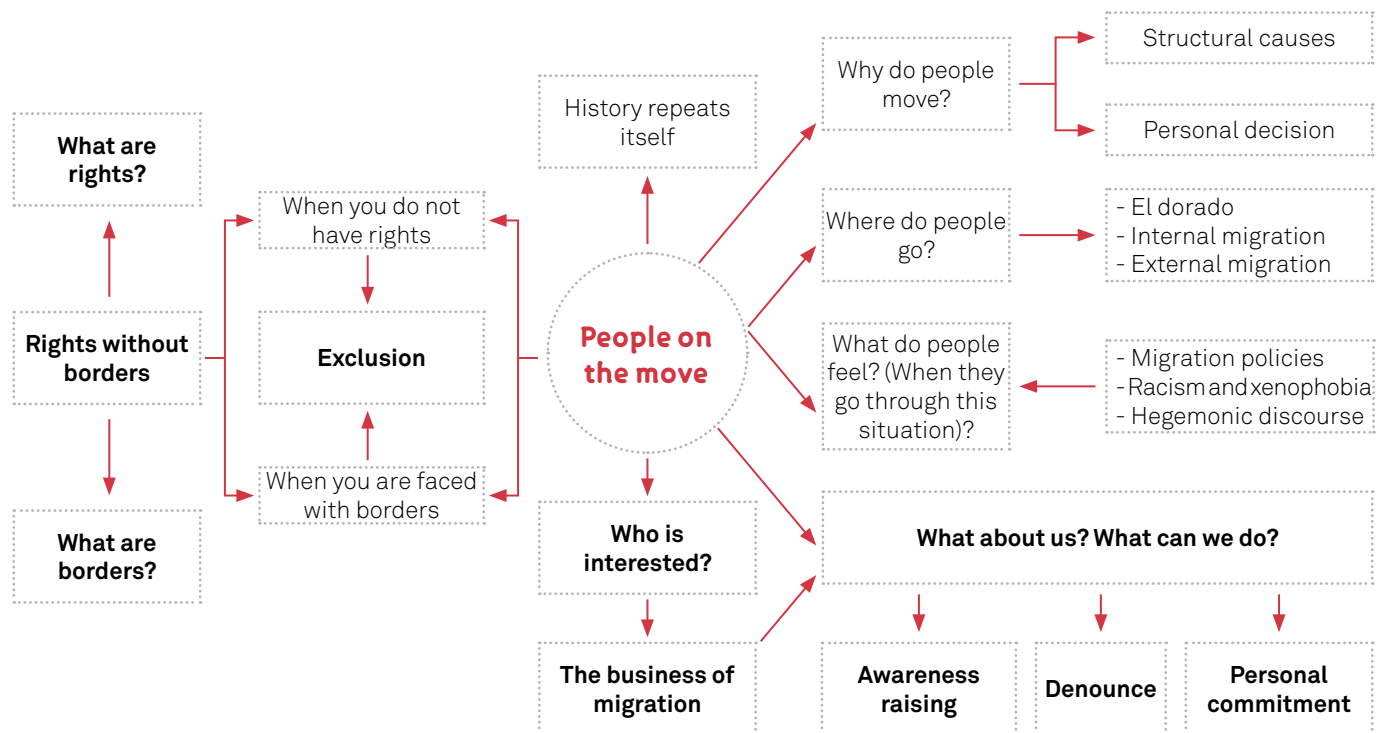 What are
rights?
Rights without
borders
What are
borders?
When you do not
have rights
Exclusion
When you are faced
with borders
History repeats
itself
People on
the move
Who is
interested?
The business of
migration
Why do people
move?
Structural causes
Personal decision
Where do people
go?
- El dorado
- Internal migration
- External migration
What do people
feel? (When they
go through this
situation)?
- Migration policies
-Racism and xenophobia
- Hegemonic discourse
What about us? What can we do?
Awareness
raising
Denounce
Personal
commitment